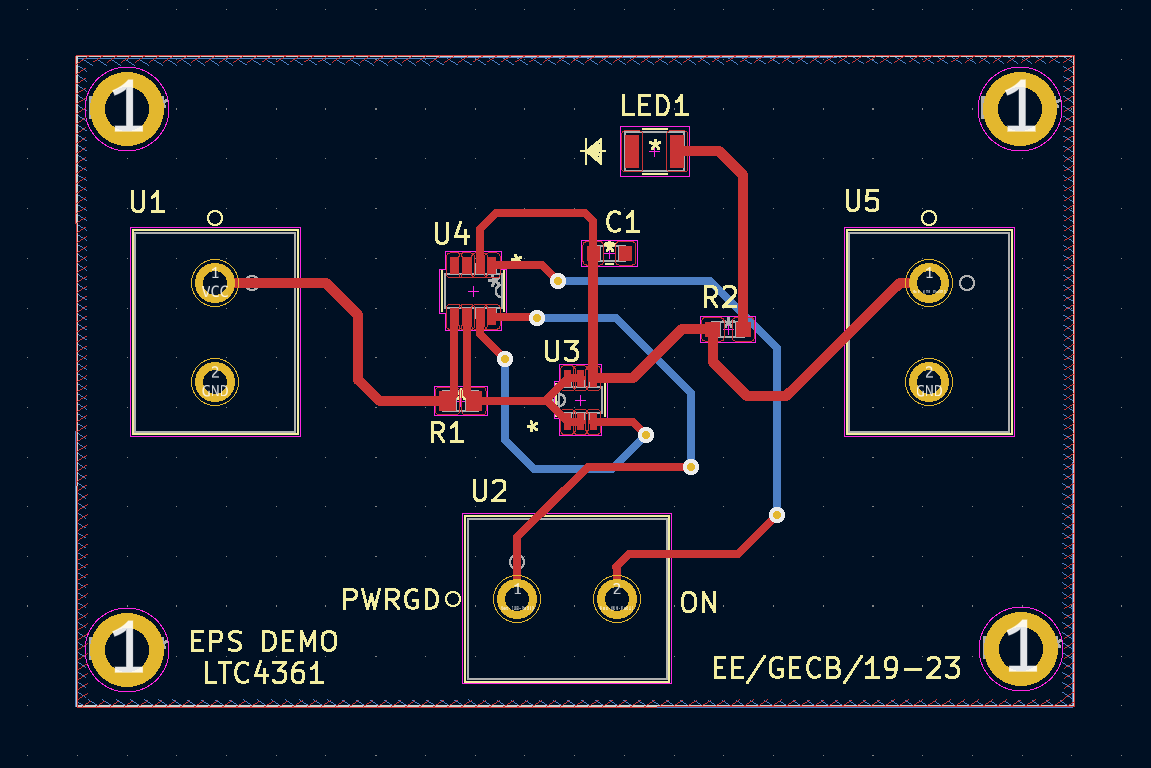 1
1
LED1
U1
U5
C1
U4
1
VCC
1
R2
U3
2
GND
2
GND
R1
U2
1
2
PWRGD
ON
EPS DEMO
LTC4361
EE/GECB/19-23
1
1